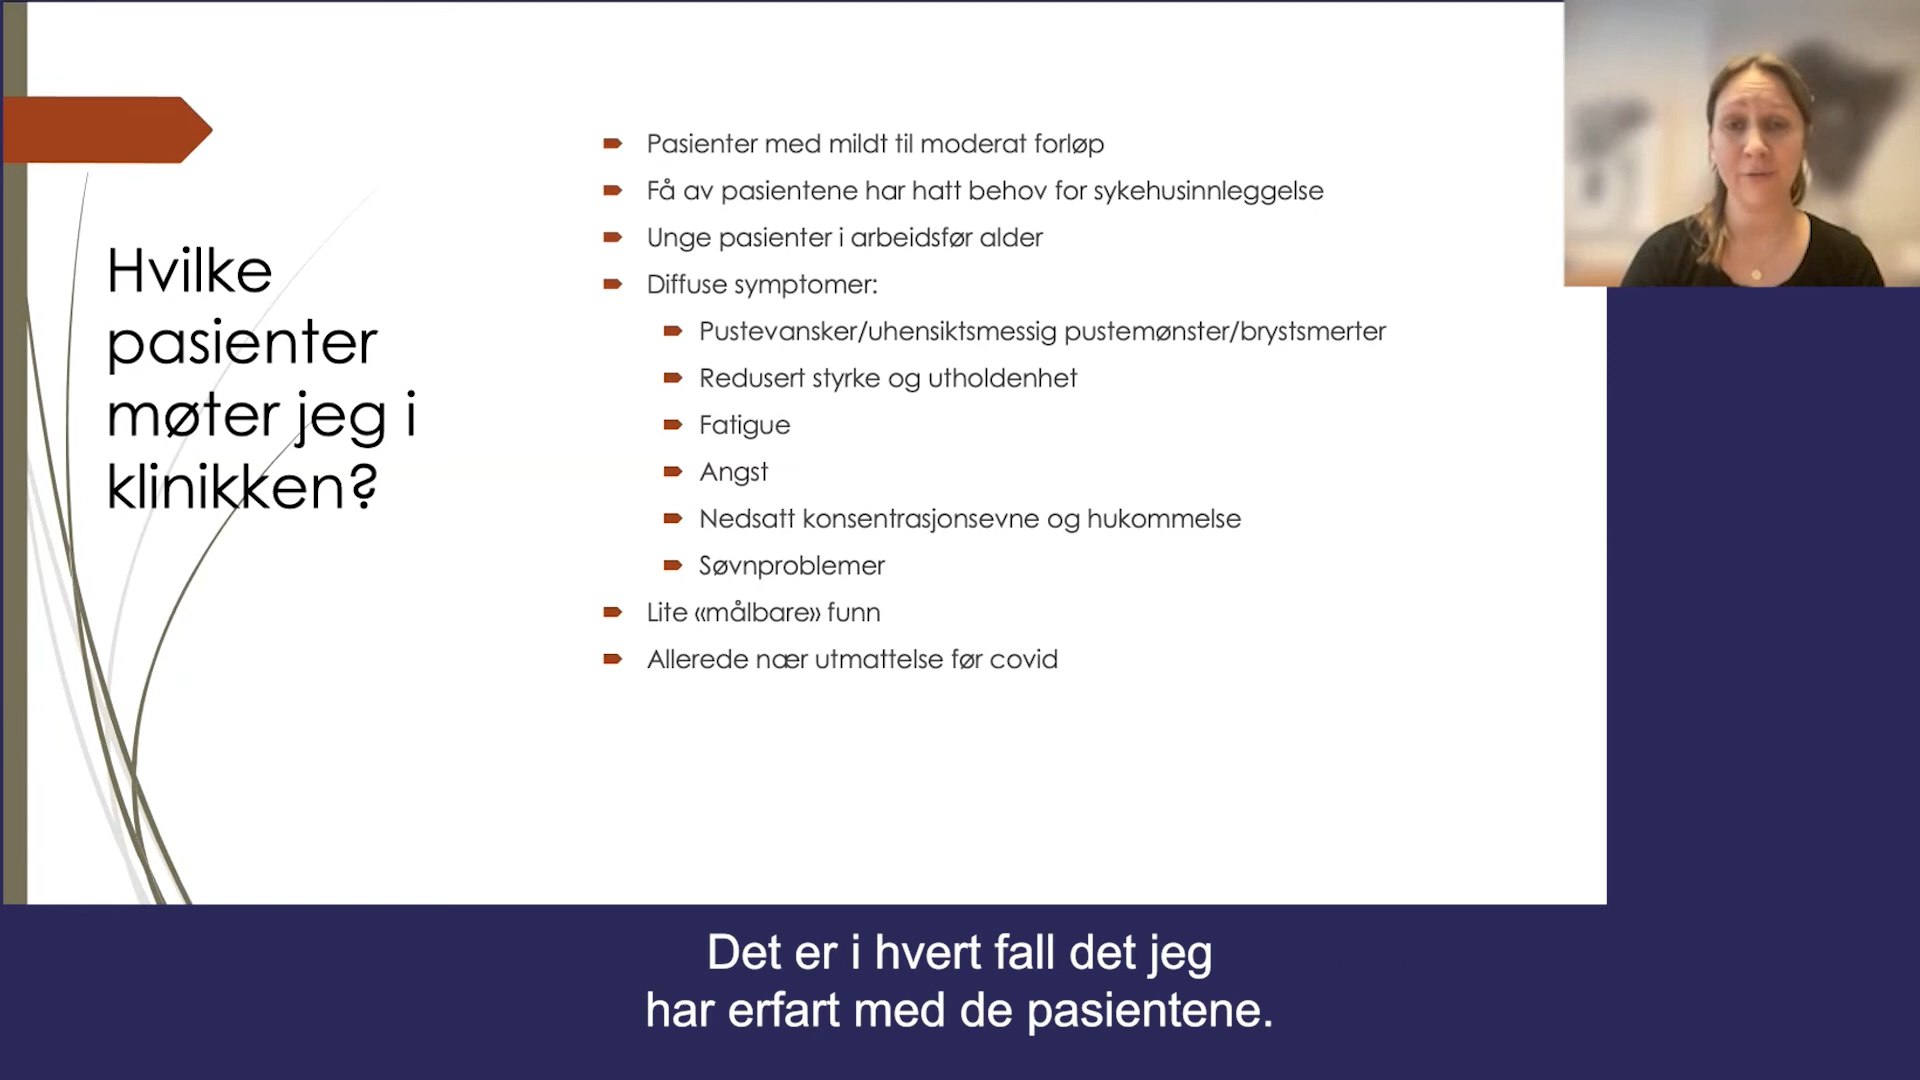 Hvilke
pasienter
møter jeg i
klinikken?
Pasienter med mildt til moderat forløp
Få av pasientene har hatt behov for sykehusinnleggelse
Unge pasienter i arbeidsfør alder
Diffuse symptomer:
Pustevansker/uhensiktsmessig pustemønster/brystsmerter
Redusert styrke og utholdenhet
Fatigue
Angst
Nedsatt konsentrasjonsevne og hukommelse
Søvnproblemer
Lite «målbare» funn
Allerede nær utmattelse før covid
Det er i hvert fall det jeg
har erfart med de pasientene.